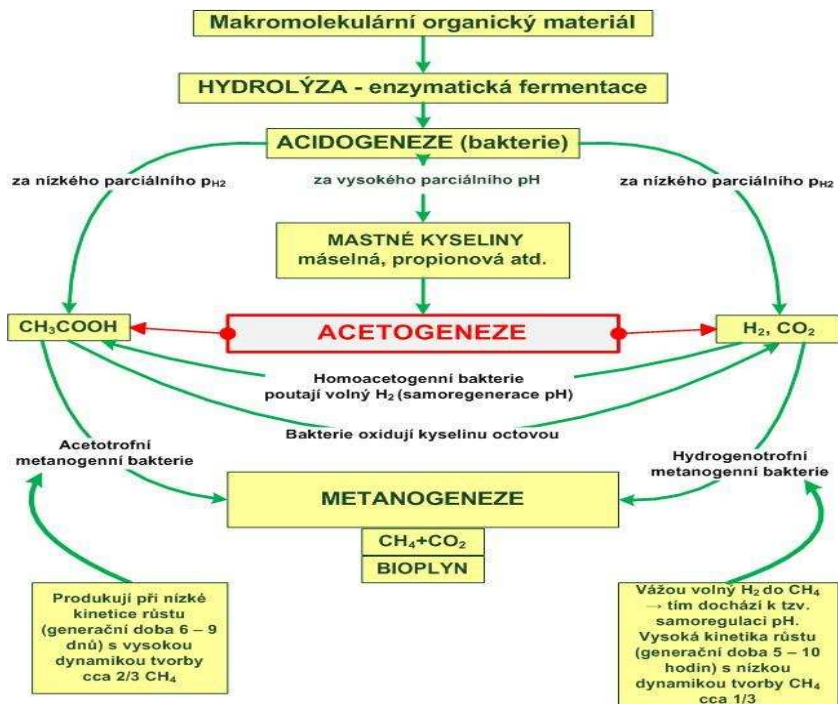 Makromolekulární organický materiál
HYDROLÝZA - enzymatická fermentace
ACIDOGENEZE (bakterie)
za nízkého parciálního pH2
za vysokého parciálního pH
za nízkého parciálního pH2
MASTNÉ KYSELINY
máselná, propionová atd.
CH3COOH
ACETOGENEZE
H2, CO2
Homoacetogenní bakterie
poutají volný H2 (samoregenerace pH)
Bakterie oxidují kyselinu octovou
Acetotrofní
metanogenní bakterie
Hydrogenotrofní
metanogenní bakterie
METANOGENEZE
CH4+CO2
BIOPLYN
Produkují při nízké
kinetice růstu
(generační doba 6 – 9
dnů) s vysokou
dynamikou tvorby
cca 2/3 CH4
Vážou volný H2 do CH4
→ tím dochází k tzv.
samoregulaci pH.
Vysoká kinetika růstu
(generační doba 5 – 10
hodin) s nízkou
dynamikou tvorby CH4
cca 1/3